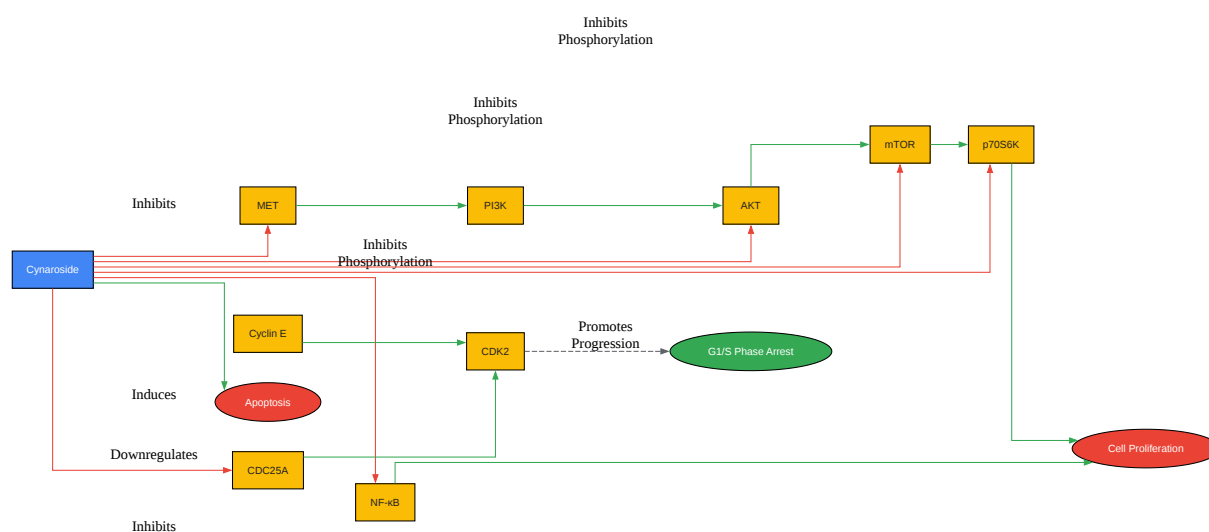 Inhibits
Phosphorylation
Inhibits
Phosphorylation
mTOR
p70S6K
Inhibits
MET
PI3K
AKT
Inhibits
Phosphorylation
Cynaroside
Cyclin E
CDK2
Promotes
Progression
G1/S Phase Arrest
Induces
Apoptosis
Downregulates
CDC25A
Cell Proliferation
NF-κB
Inhibits